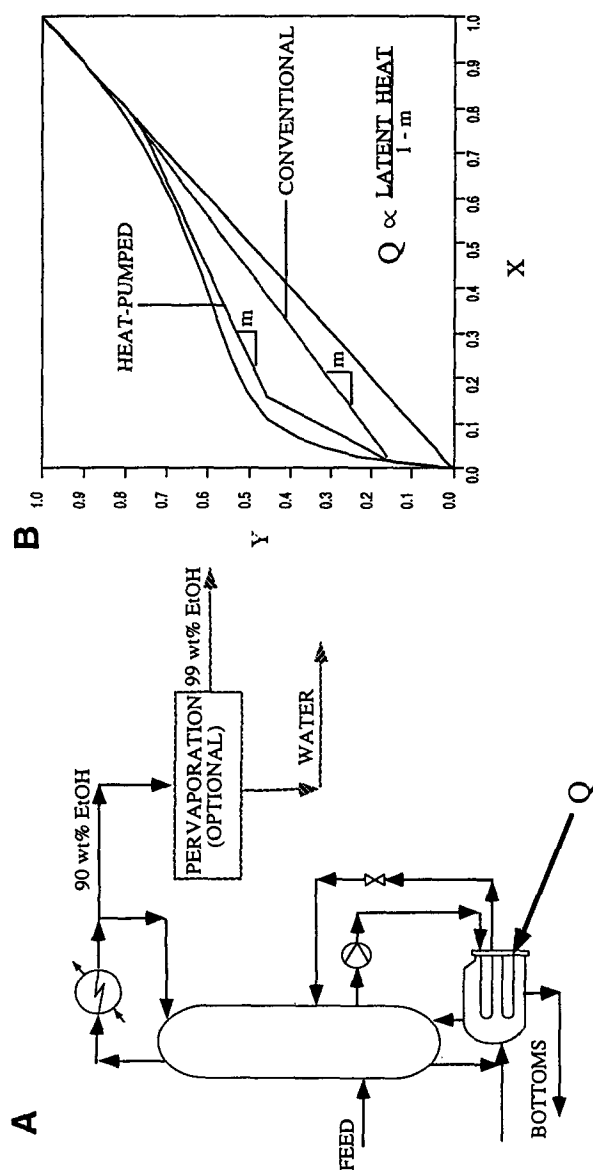 A
90 wt% EtOH
PERVAPORATION
(OPTIONAL)
99 wt% EtOH
WATER
FEED
BOTTOMS
Q
B
Y
1.0
0.9
0.8
0.7
0.6
0.5
0.4
0.3
0.2
0.1
0.0
HEAT-PUMPED
m
m
CONVENTIONAL
Q ∝ LATENT HEAT
1 - m
0.0
0.1
0.2
0.3
0.4
0.5
0.6
0.7
0.8
0.9
1.0
X